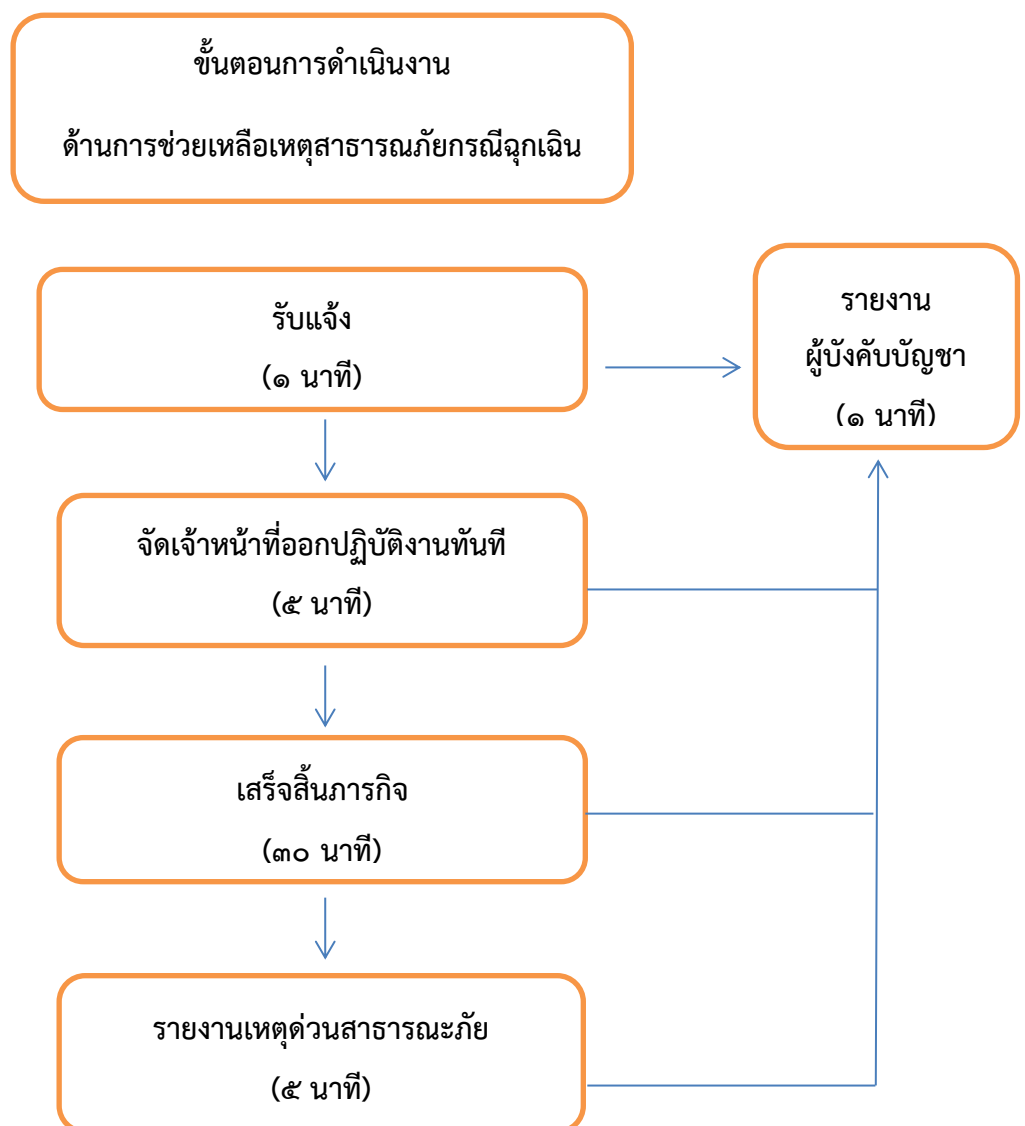 ขั้นตอนการดำเนินงาน
ด้านการช่วยเหลือเหตุสาธารณภัยกรณีฉุกเฉิน
รับแจ้ง
(๑ นาที)
รายงาน
ผู้บังคับบัญชา
(๑ นาที)
จัดเจ้าหน้าที่ออกปฏิบัติงานทันที
(๕ นาที)
เสร็จสิ้นภารกิจ
(๓๐ นาที)
รายงานเหตุด่วนสาธารณะภัย
(๕ นาที)